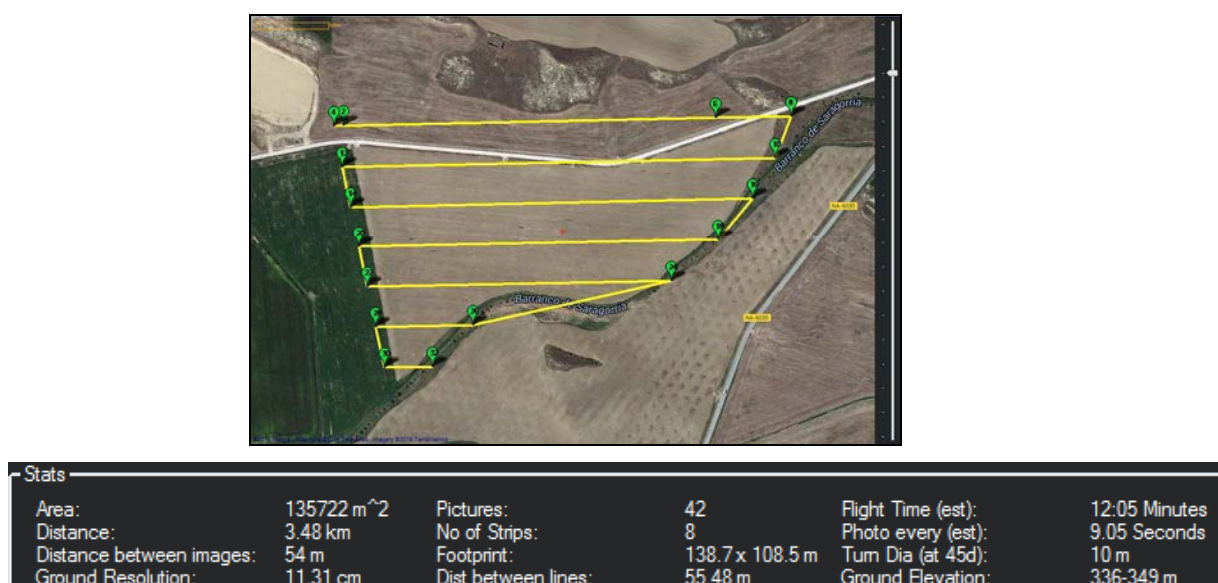 Barranco de Saragorria
NA-6030
Barranco de Saragorria
NA-6030
Stats
Area: 135722 m^2 Pictures: 42 Flight Time (est): 12:05 Minutes
Distance: 3.48 km No of Strips: 8 Photo every (est): 9.05 Seconds
Distance between images: 54 m Footprint: 138.7 x 108.5 m Turn Dia (at 45d): 10 m
Ground Resolution: 11.31 cm Dist between lines: 55.48 m Ground Elevation: 336-349 m